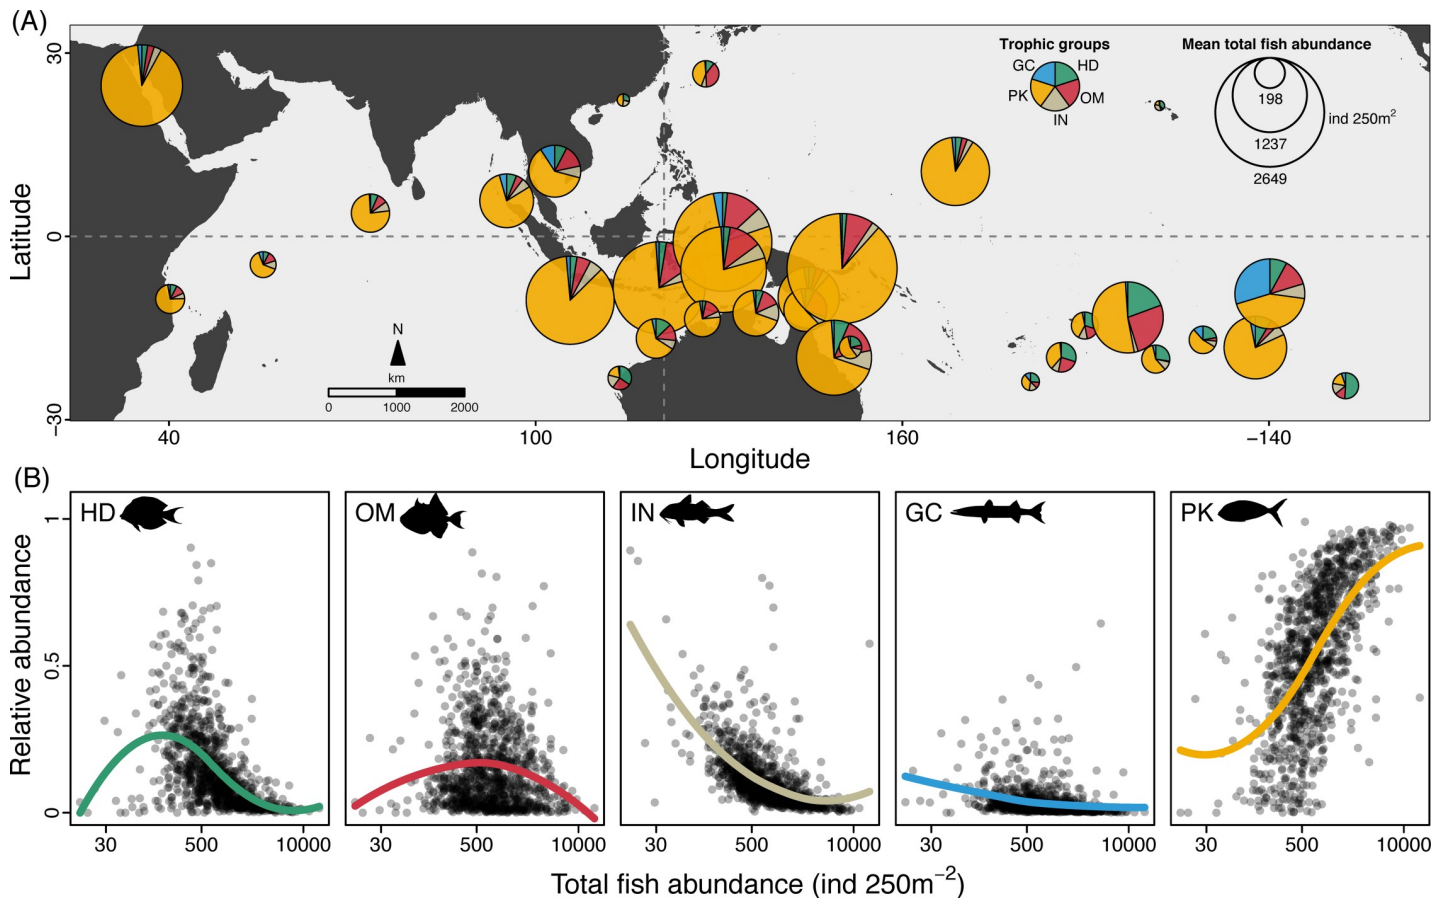 (A)
Trophic groups
GC HD
PK OM
IN
Mean total fish abundance
198
1237
2649
ind 250m²
30
0
−30
Latitude
N
km
0 1000 2000
40 100 160 −140
Longitude
(B)
HD OM IN GC PK
1
0.5
0
Relative abundance
30 500 10000 30 500 10000 30 500 10000 30 500 10000 30 500 10000
Total fish abundance (ind 250m⁻²)